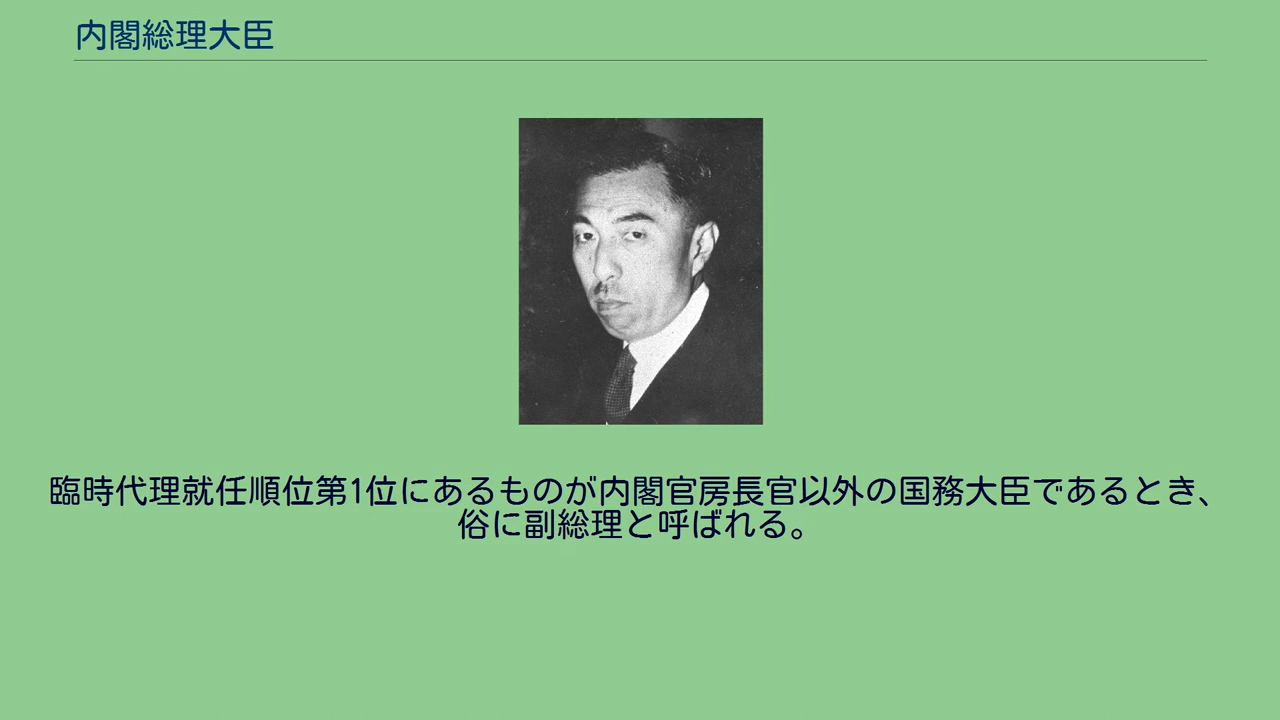 内閣総理大臣
臨時代理就任順位第1位にあるものが内閣官房長官以外の国務大臣であるとき、
俗に副総理と呼ばれる。